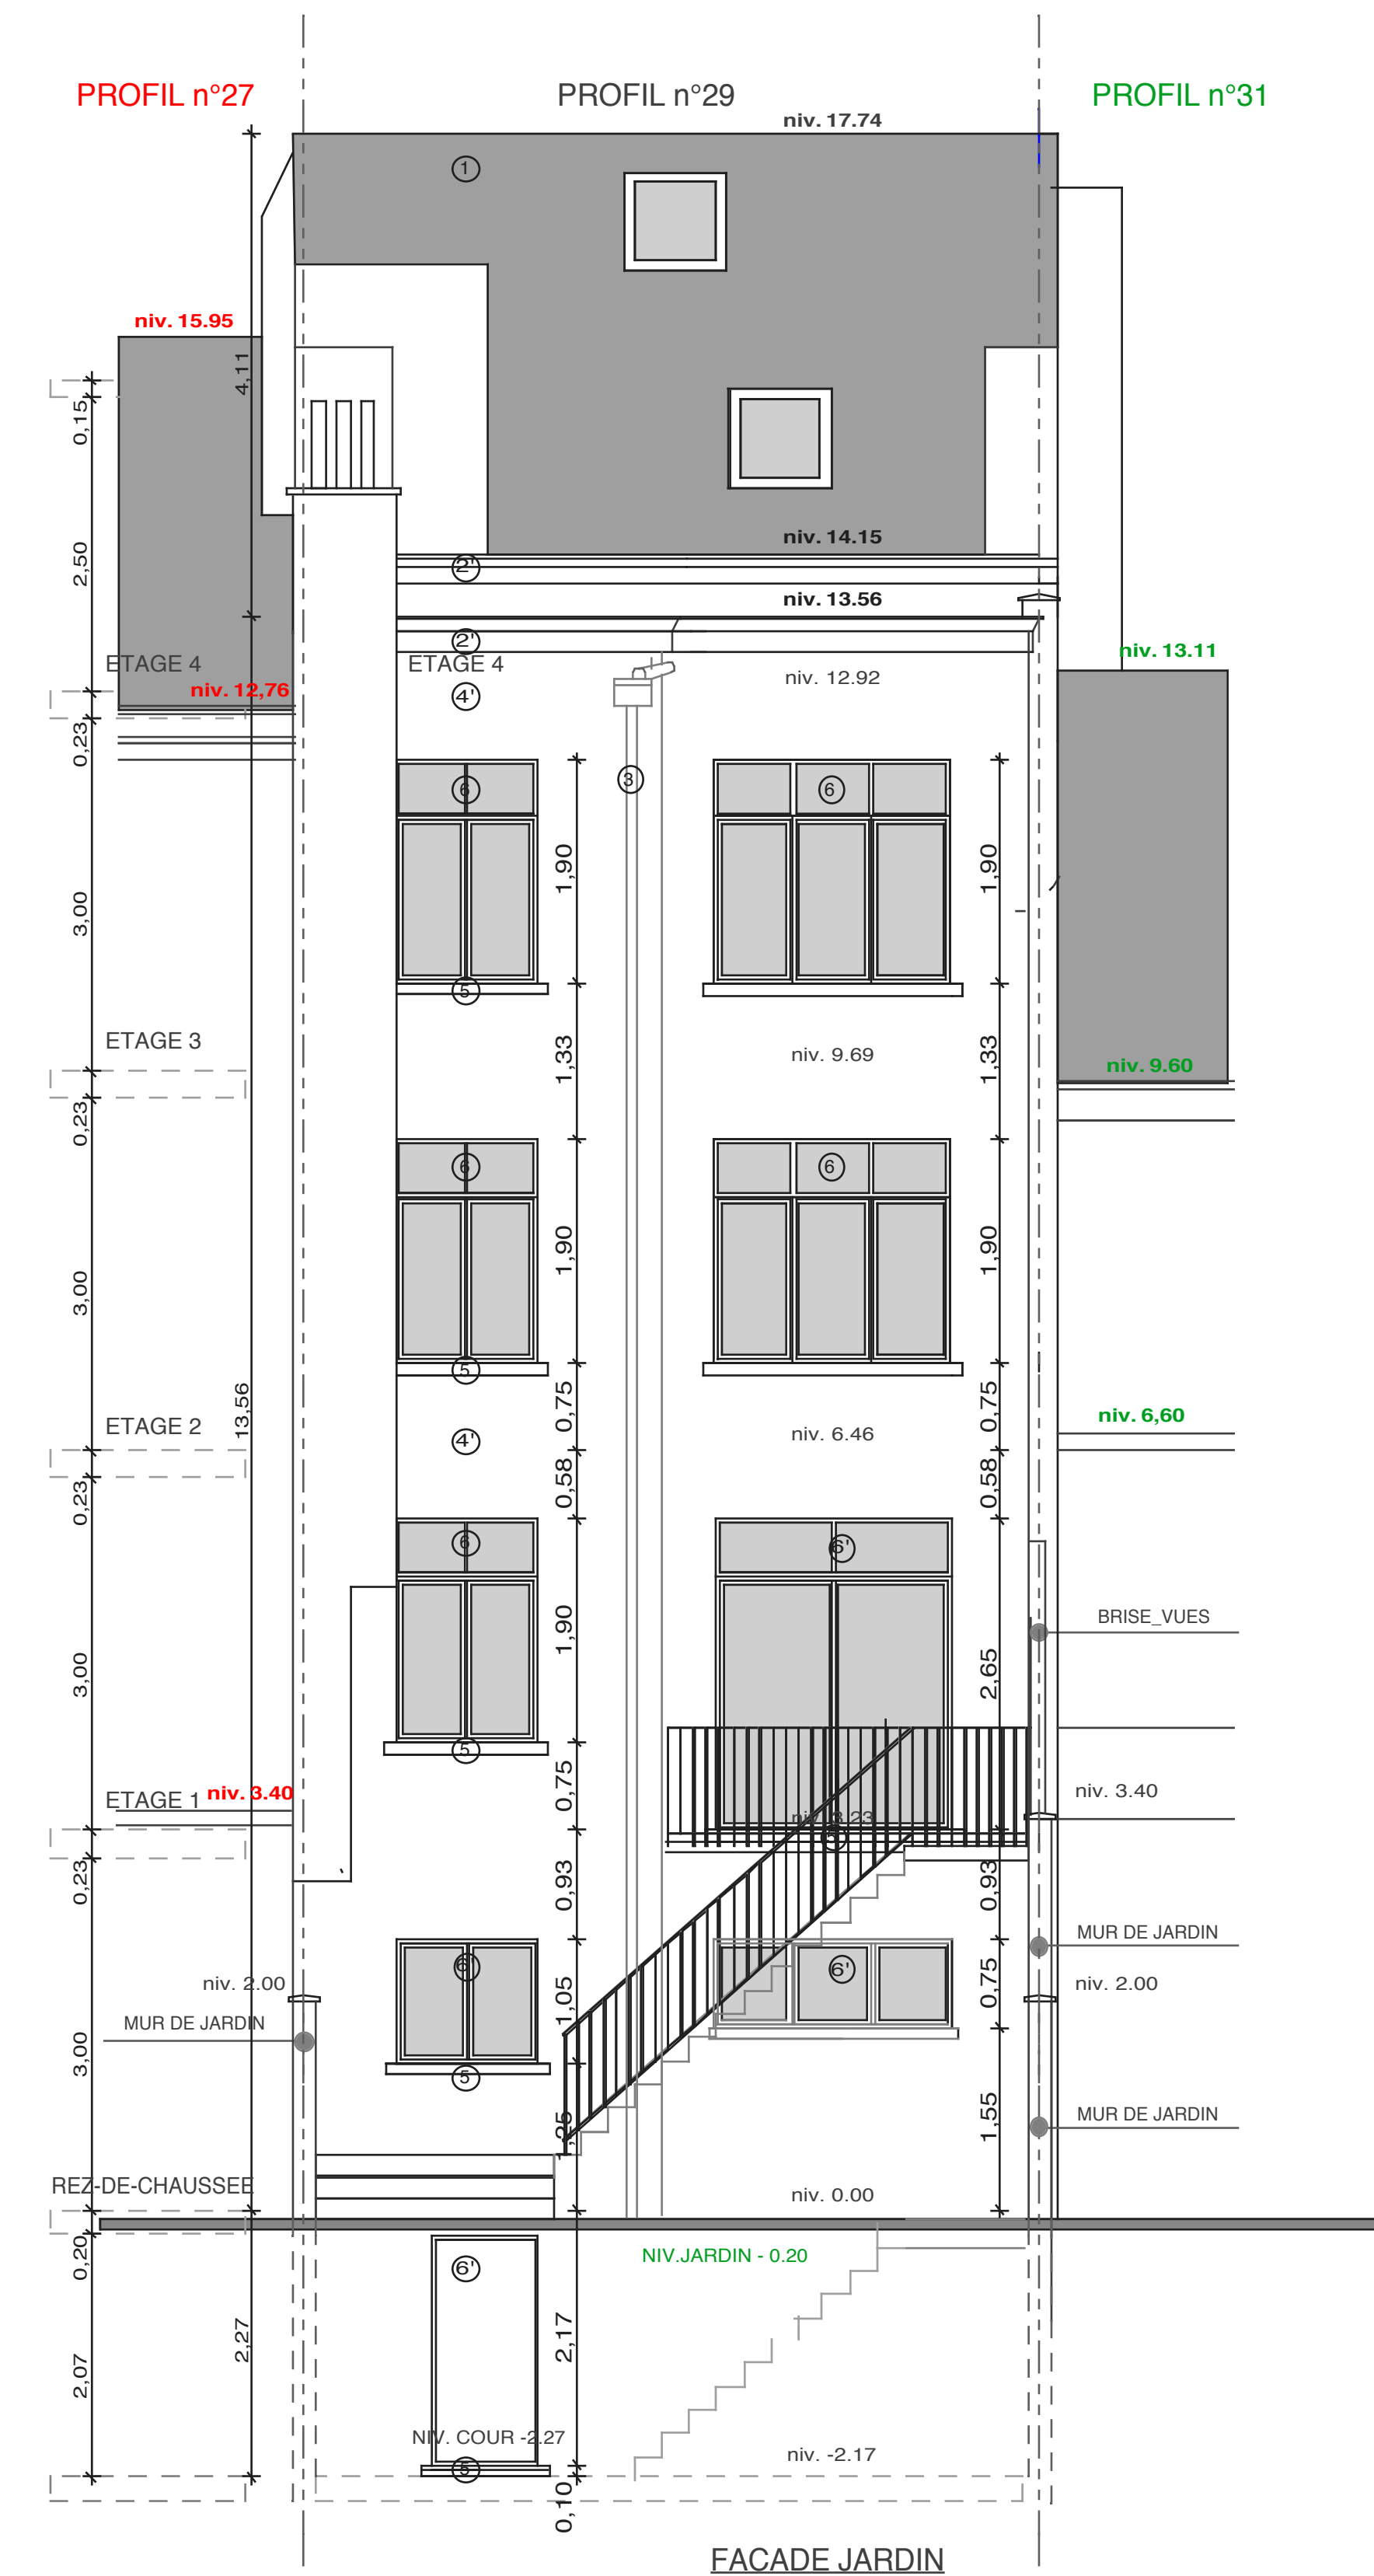 PROFIL n°27
PROFIL n°29
PROFIL n°31
niv. 17.74
1
niv. 15.95
4,11
0,15
2,50
niv. 14.15
2'
niv. 13.56
2'
ETAGE 4
ETAGE 4
niv. 13.11
niv. 12.92
niv. 12,76
4'
0,23
3
6
6
1,90
1,90
3,00
5
ETAGE 3
1,33
1,33
niv. 9.69
niv. 9.60
0,23
6
6
1,90
1,90
3,00
5
13,56
0,75
0,75
ETAGE 2
4'
niv. 6.46
niv. 6,60
0,23
0,58
0,58
6
6'
BRISE_VUES
1,90
2,65
3,00
5
0,75
ETAGE 1
niv. 3.40
niv. 3.23
niv. 3.40
5
0,23
0,93
0,93
MUR DE JARDIN
6'
6'
niv. 2.00
0,75
niv. 2.00
1,05
MUR DE JARDIN
3,00
5
MUR DE JARDIN
1,25
1,55
REZ-DE-CHAUSSEE
niv. 0.00
NIV.JARDIN - 0.20
0,20
6'
2,27
2,17
2,07
NIV. COUR -2.27
niv. -2.17
5
0,10
FACADE JARDIN